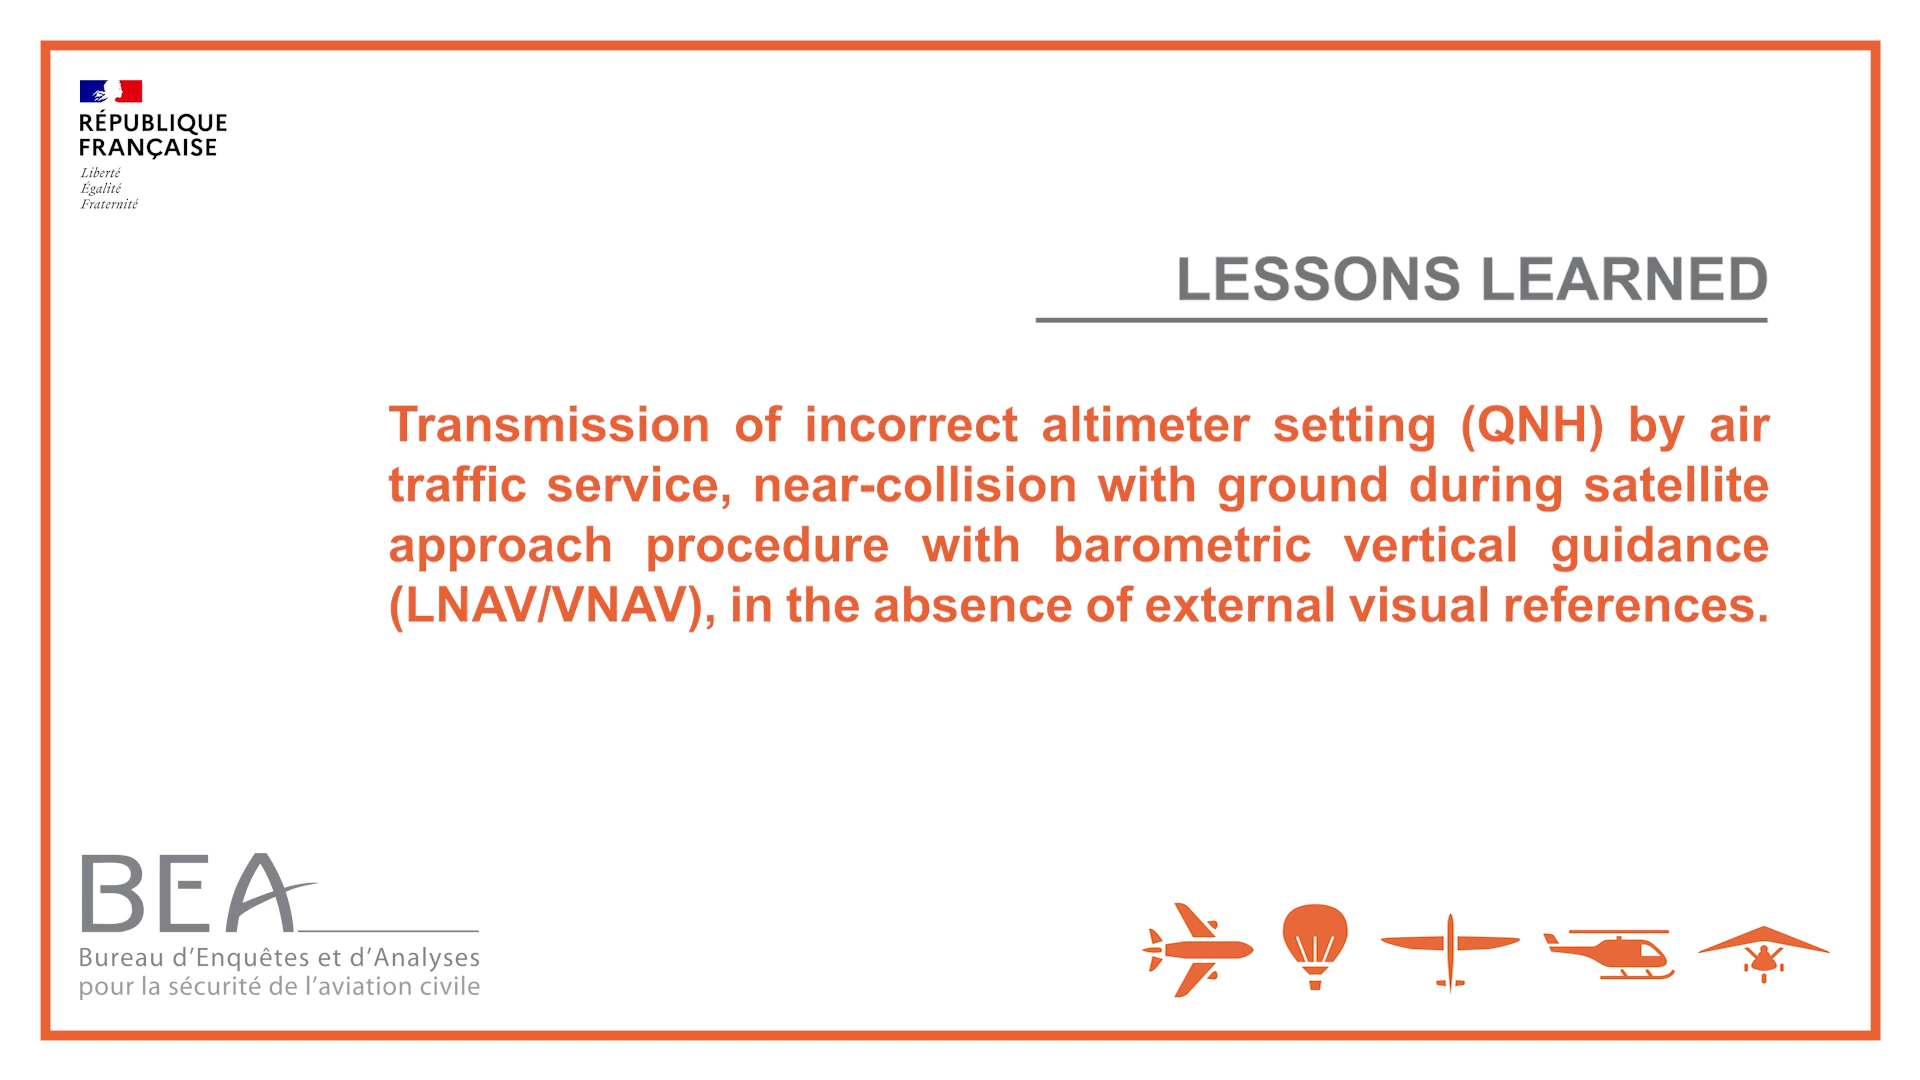 RÉPUBLIQUE
FRANÇAISE
Liberté
Égalité
Fraternité
LESSONS LEARNED
Transmission of incorrect altimeter setting (QNH) by air
traffic service, near-collision with ground during satellite
approach procedure with barometric vertical guidance
(LNAV/VNAV), in the absence of external visual references.
BEA
Bureau d’Enquêtes et d’Analyses
pour la sécurité de l’aviation civile